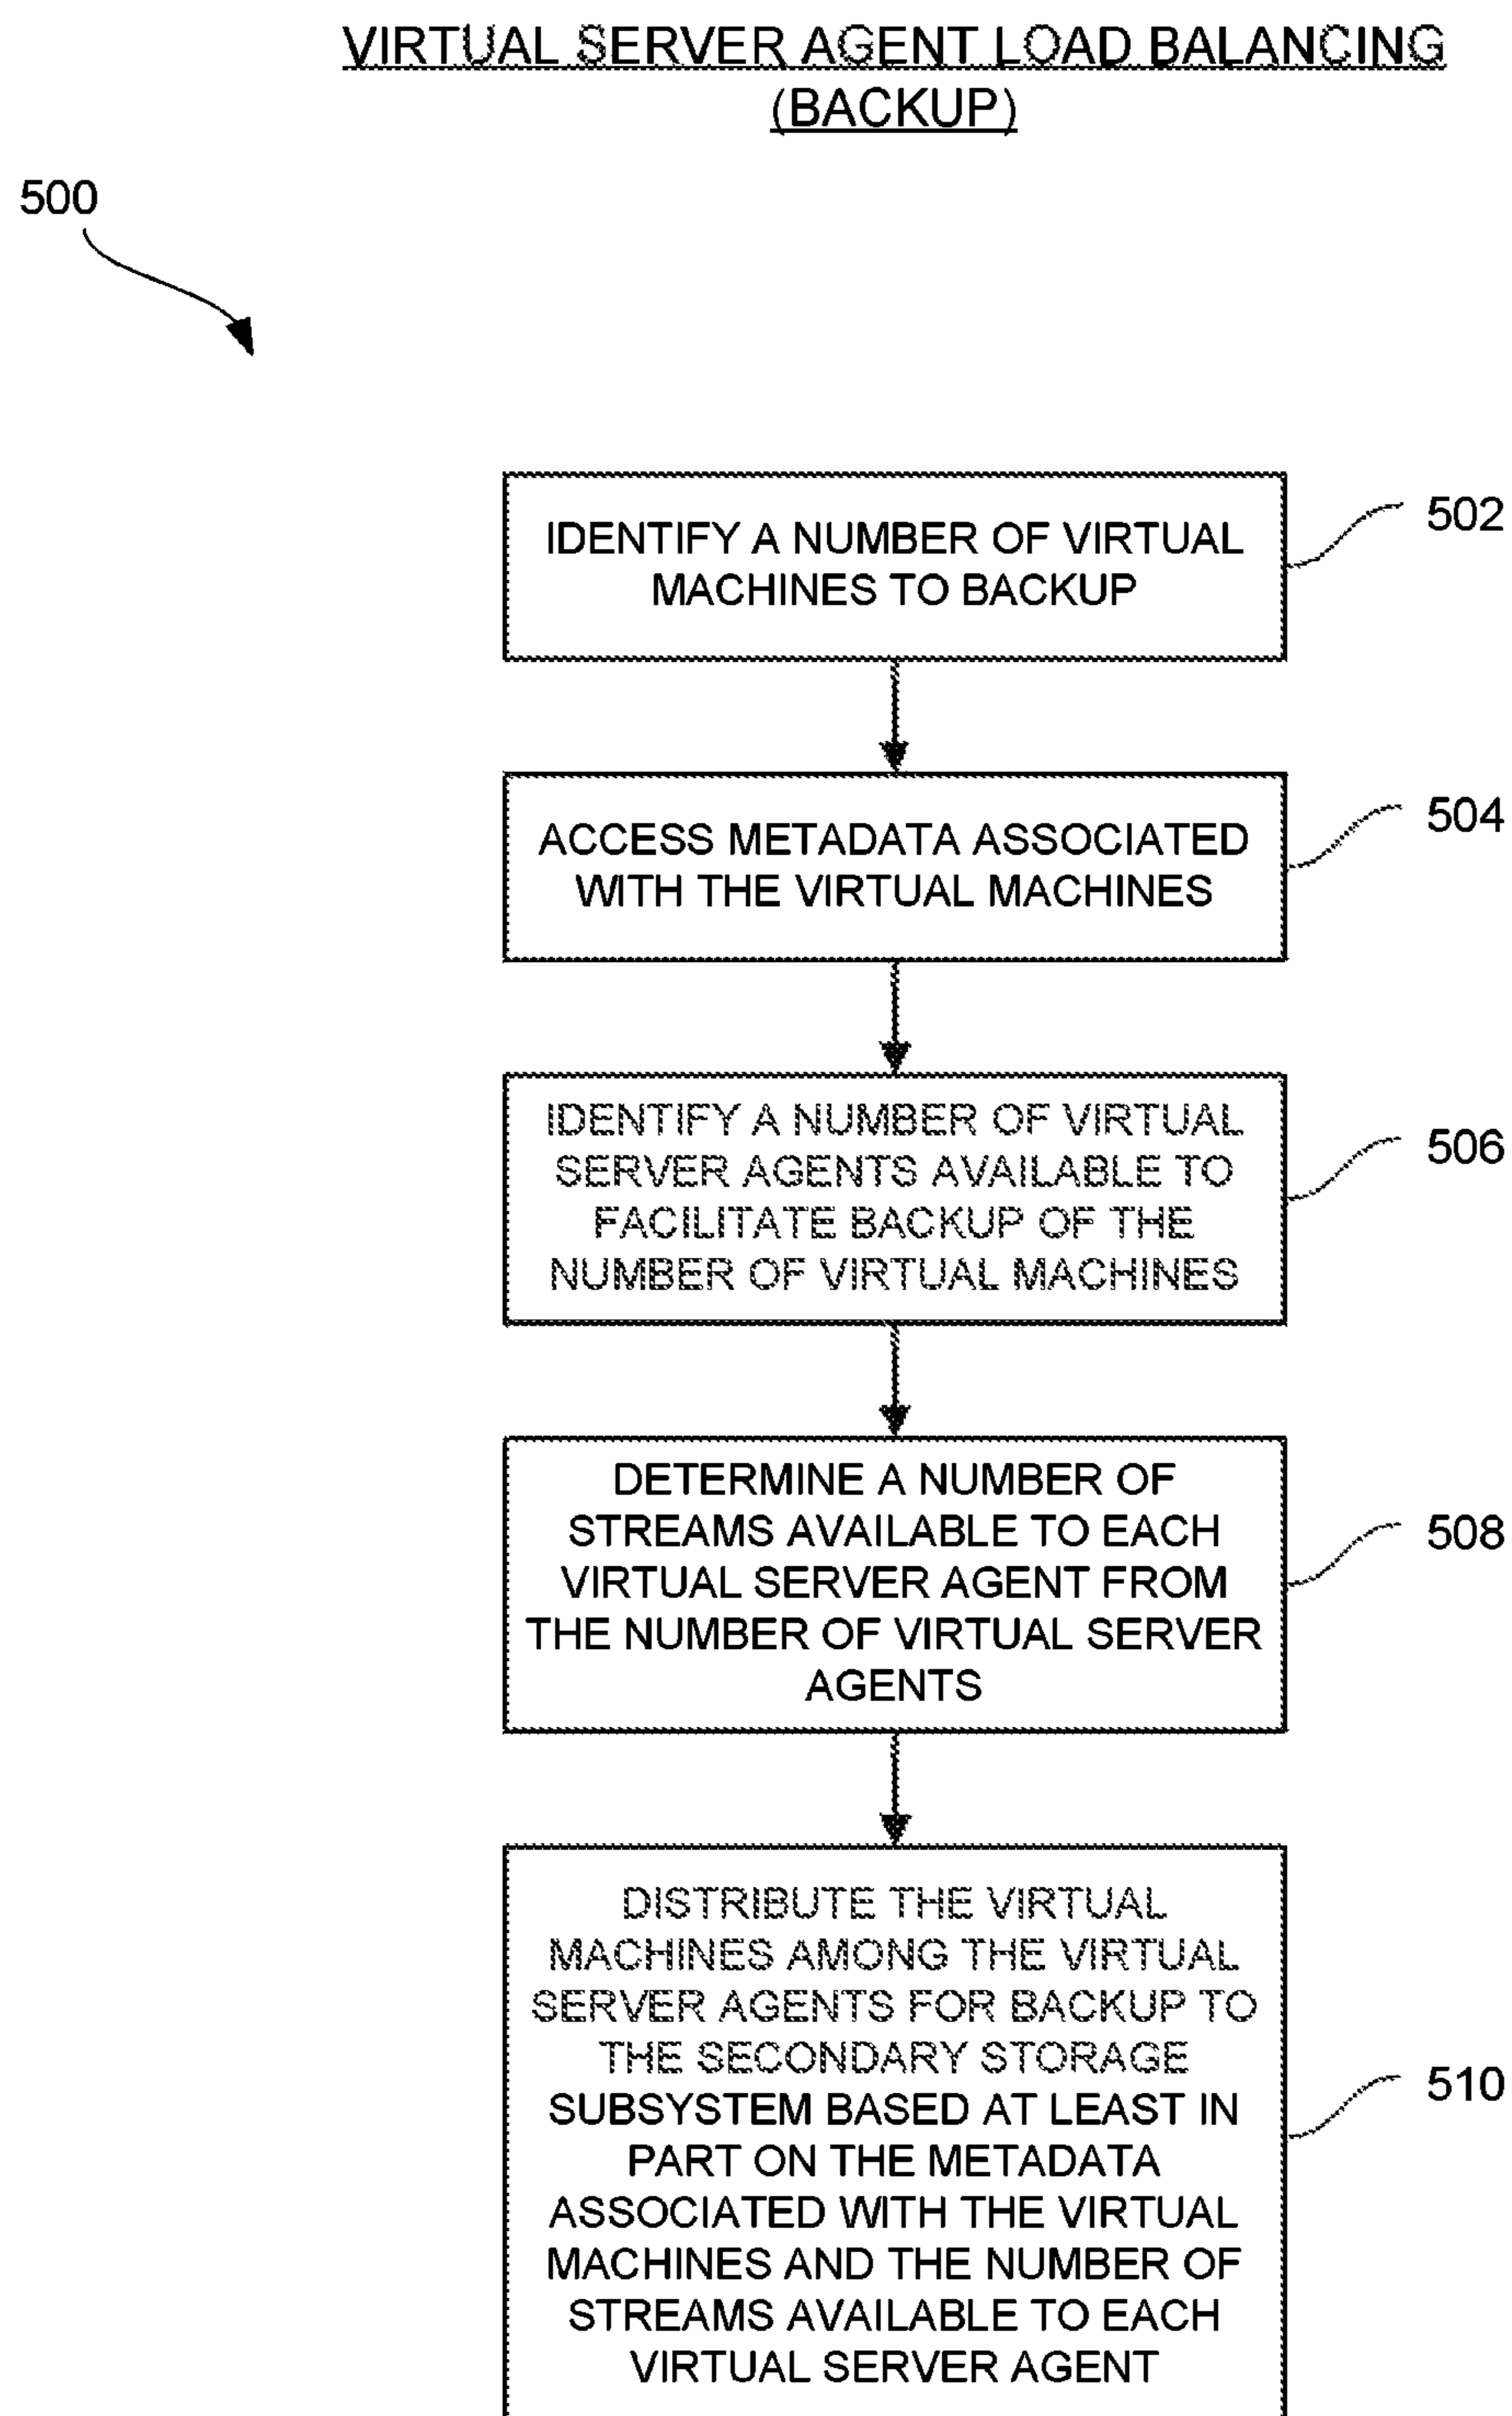 VIRTUAL SERVER AGENT LOAD BALANCING
(BACKUP)
500
IDENTIFY A NUMBER OF VIRTUAL
MACHINES TO BACKUP
502
ACCESS METADATA ASSOCIATED
WITH THE VIRTUAL MACHINES
504
IDENTIFY A NUMBER OF VIRTUAL
SERVER AGENTS AVAILABLE TO
FACILITATE BACKUP OF THE
NUMBER OF VIRTUAL MACHINES
506
DETERMINE A NUMBER OF
STREAMS AVAILABLE TO EACH
VIRTUAL SERVER AGENT FROM
THE NUMBER OF VIRTUAL SERVER
AGENTS
508
DISTRIBUTE THE VIRTUAL
MACHINES AMONG THE VIRTUAL
SERVER AGENTS FOR BACKUP TO
THE SECONDARY STORAGE
SUBSYSTEM BASED AT LEAST IN
PART ON THE METADATA
ASSOCIATED WITH THE VIRTUAL
MACHINES AND THE NUMBER OF
STREAMS AVAILABLE TO EACH
VIRTUAL SERVER AGENT
510